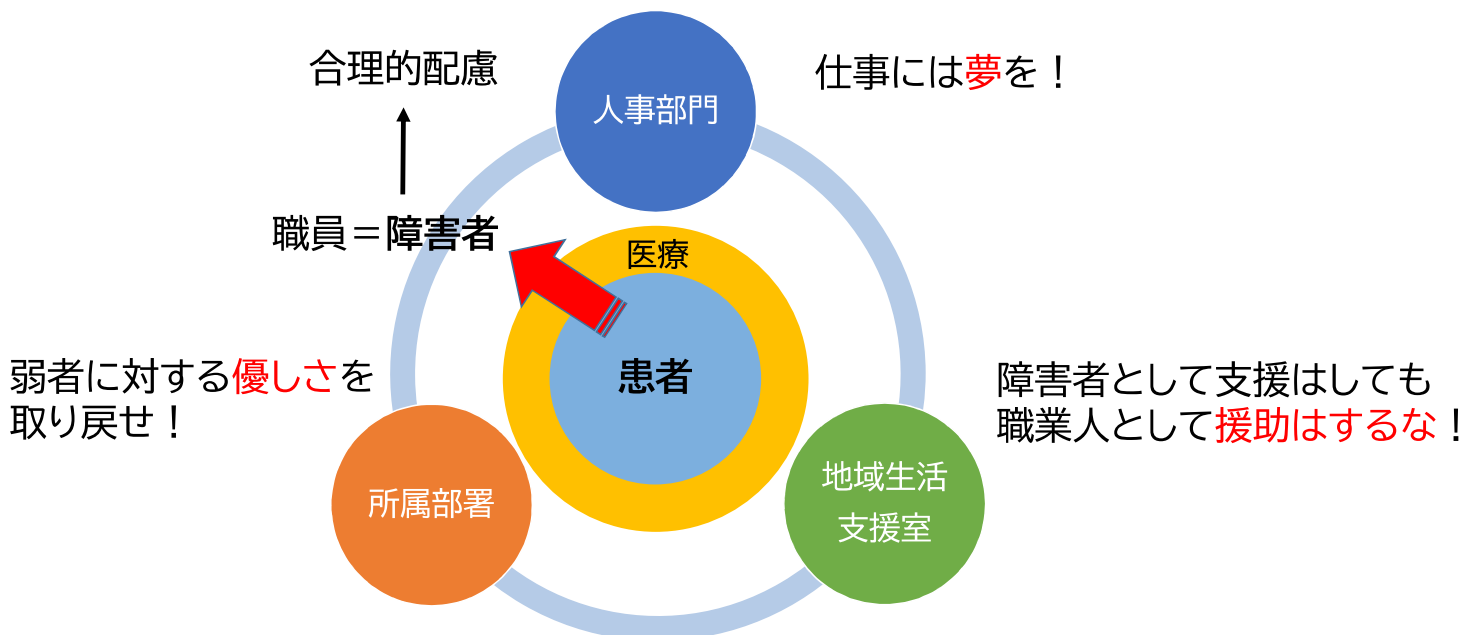 合理的配慮
人事部門
仕事には夢を！
職員＝障害者
医療
患者
弱者に対する優しさを
取り戻せ！
障害者として支援はしても
職業人として援助はするな！
所属部署
地域生活
支援室